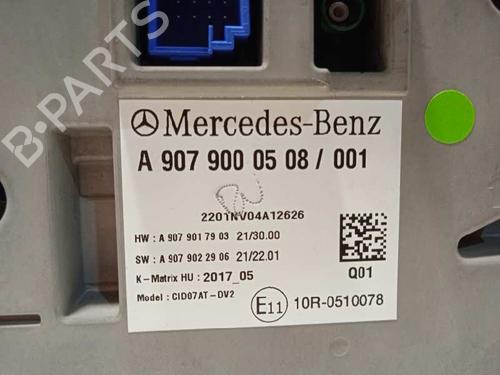 B-PARTS
Mercedes-Benz
A 907 900 05 08 / 001
2201NV04A12626
HW : A 907 901 79 03 21/30.00
SW : A 907 902 29 06 21/22.01
K-Matrix HU : 2017_05
Model : CID07AT-DV2
Q01
E11 10R-0510078